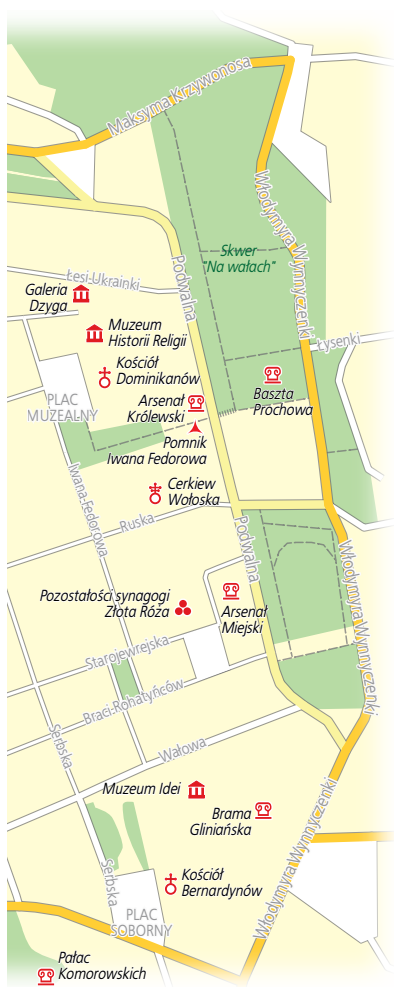 Maksyma Krzywonosa
Włodymyra Wynnyczenki
Skwer
"Na wałach"
Podwalna
Łesi Ukrainki
Galeria
Dzyga
Muzeum
Historii Religii
Łysenki
Kościół
Dominikanów
Baszta
Prochowa
PLAC
MUZEALNY
Arsenał
Królewski
Pomnik
Iwana Fedorowa
Iwana-Fedorowa
Cerkiew
Wołoska
Ruska
Podwalna
Włodymyra Wynnyczenki
Pozostałości synagogi
Złota Róża
Arsenał
Miejski
Starojewrejska
Braci-Rohatyńców
Serbska
Wałowa
Muzeum Idei
Brama
Gliniańska
Włodymyra Wynnyczenki
Kościół
Bernardynów
Serbska
PLAC
SOBORNY
Pałac
Komorowskich